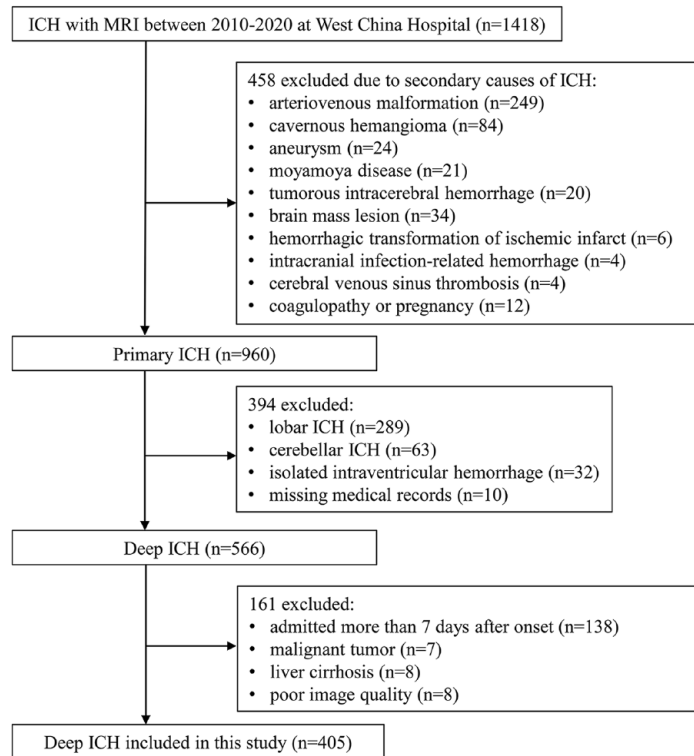 ICH with MRI between 2010-2020 at West China Hospital (n=1418)
458 excluded due to secondary causes of ICH:
• arteriovenous malformation (n=249)
• cavernous hemangioma (n=84)
• aneurysm (n=24)
• moyamoya disease (n=21)
• tumorous intracerebral hemorrhage (n=20)
• brain mass lesion (n=34)
• hemorrhagic transformation of ischemic infarct (n=6)
• intracranial infection-related hemorrhage (n=4)
• cerebral venous sinus thrombosis (n=4)
• coagulopathy or pregnancy (n=12)
Primary ICH (n=960)
394 excluded:
• lobar ICH (n=289)
• cerebellar ICH (n=63)
• isolated intraventricular hemorrhage (n=32)
• missing medical records (n=10)
Deep ICH (n=566)
161 excluded:
• admitted more than 7 days after onset (n=138)
• malignant tumor (n=7)
• liver cirrhosis (n=8)
• poor image quality (n=8)
Deep ICH included in this study (n=405)